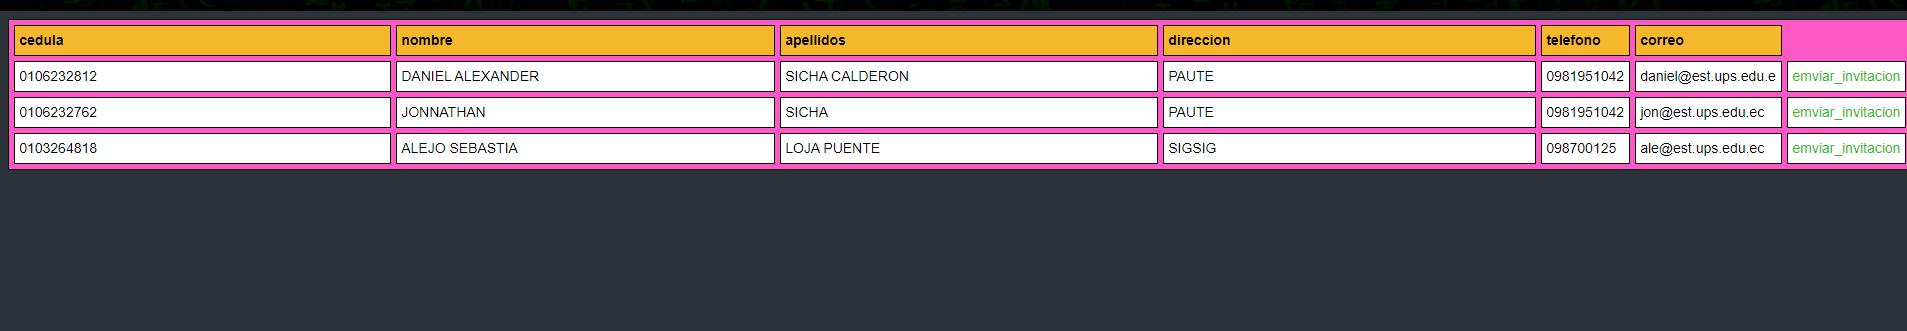 cedula nombre apellidos direccion telefono correo
0106232812 DANIEL ALEXANDER SICHA CALDERON PAUTE 0981951042 daniel@est.ups.edu.e emviar_invitacion
0106232762 JONNATHAN SICHA PAUTE 0981951042 jon@est.ups.edu.ec emviar_invitacion
0103264818 ALEJO SEBASTIA LOJA PUENTE SIGSIG 098700125 ale@est.ups.edu.ec emviar_invitacion